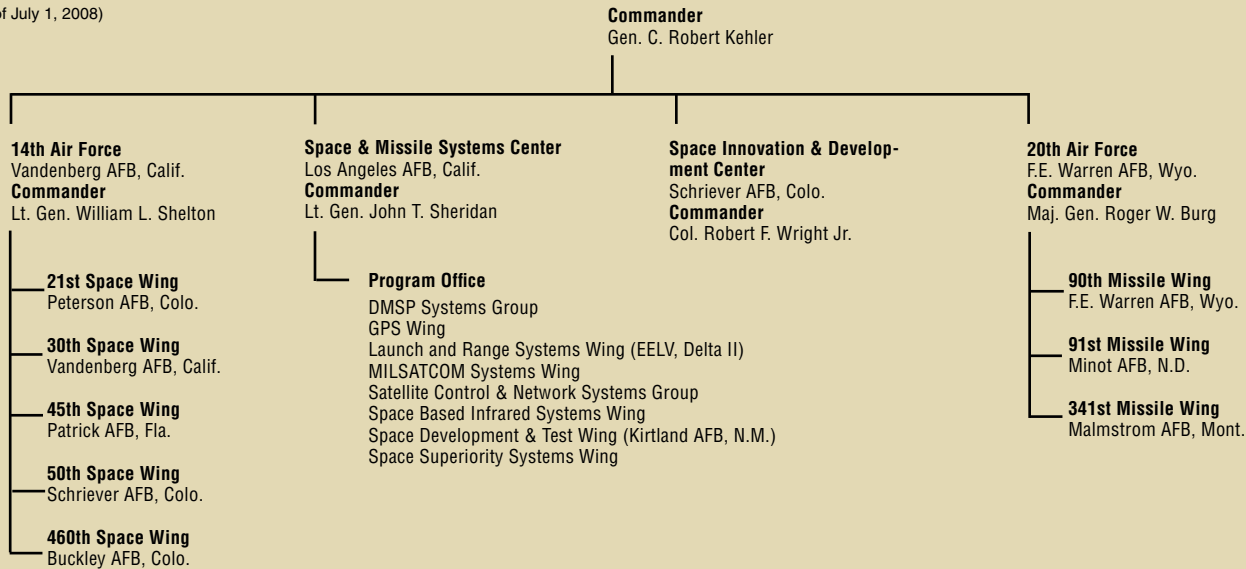 of July 1, 2008)
Commander
Gen. C. Robert Kehler
14th Air Force
Vandenberg AFB, Calif.
Commander
Lt. Gen. William L. Shelton
21st Space Wing
Peterson AFB, Colo.
30th Space Wing
Vandenberg AFB, Calif.
45th Space Wing
Patrick AFB, Fla.
50th Space Wing
Schriever AFB, Colo.
460th Space Wing
Buckley AFB, Colo.
Space & Missile Systems Center
Los Angeles AFB, Calif.
Commander
Lt. Gen. John T. Sheridan
Program Office
DMSP Systems Group
GPS Wing
Launch and Range Systems Wing (EELV, Delta II)
MILSATCOM Systems Wing
Satellite Control & Network Systems Group
Space Based Infrared Systems Wing
Space Development & Test Wing (Kirtland AFB, N.M.)
Space Superiority Systems Wing
Space Innovation & Develop-
ment Center
Schriever AFB, Colo.
Commander
Col. Robert F. Wright Jr.
20th Air Force
F.E. Warren AFB, Wyo.
Commander
Maj. Gen. Roger W. Burg
90th Missile Wing
F.E. Warren AFB, Wyo.
91st Missile Wing
Minot AFB, N.D.
341st Missile Wing
Malmstrom AFB, Mont.